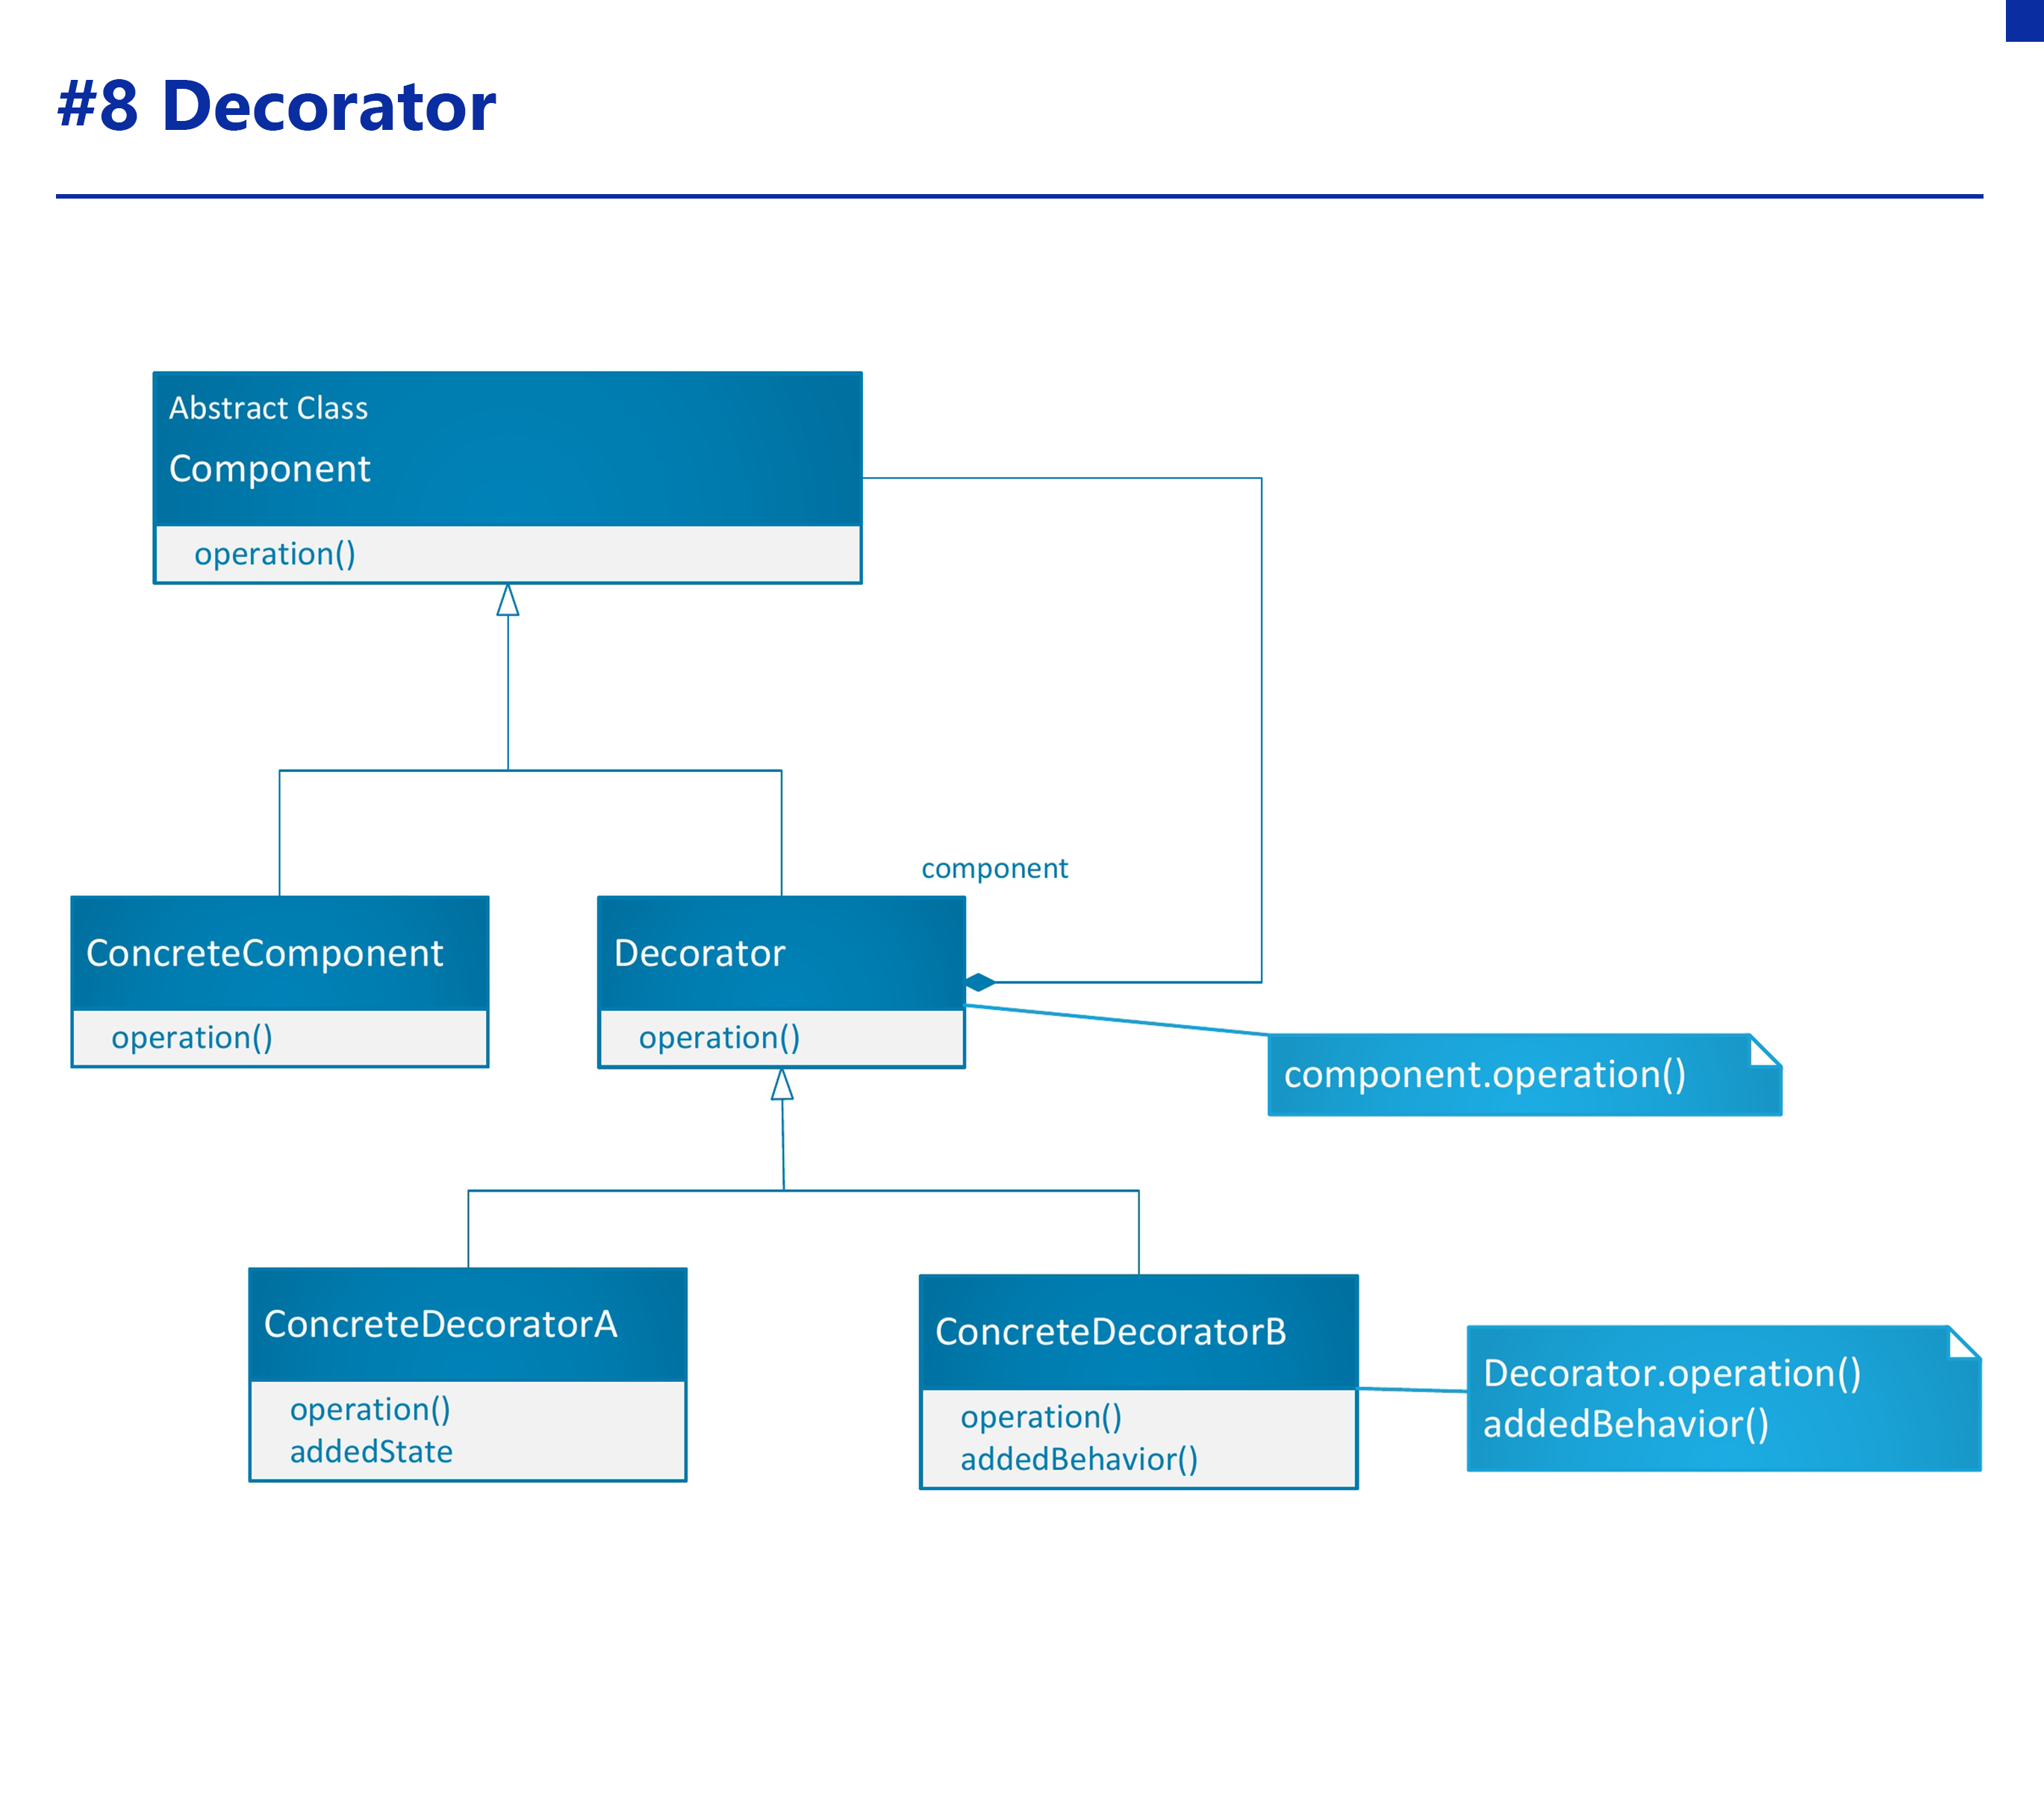 #8 Decorator
Abstract Class
Component
operation()
component
ConcreteComponent
operation()
Decorator
operation()
component.operation()
ConcreteDecoratorA
operation()
addedState
ConcreteDecoratorB
operation()
addedBehavior()
Decorator.operation()
addedBehavior()